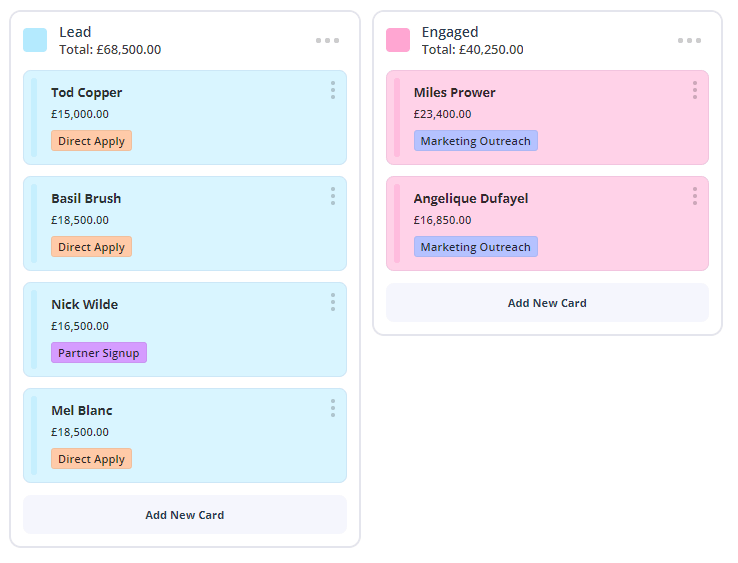 Lead
Total: £68,500.00
Tod Copper
£15,000.00
Direct Apply
Basil Brush
£18,500.00
Direct Apply
Nick Wilde
£16,500.00
Partner Signup
Mel Blanc
£18,500.00
Direct Apply
Add New Card
Engaged
Total: £40,250.00
Miles Prower
£23,400.00
Marketing Outreach
Angelique Dufayel
£16,850.00
Marketing Outreach
Add New Card